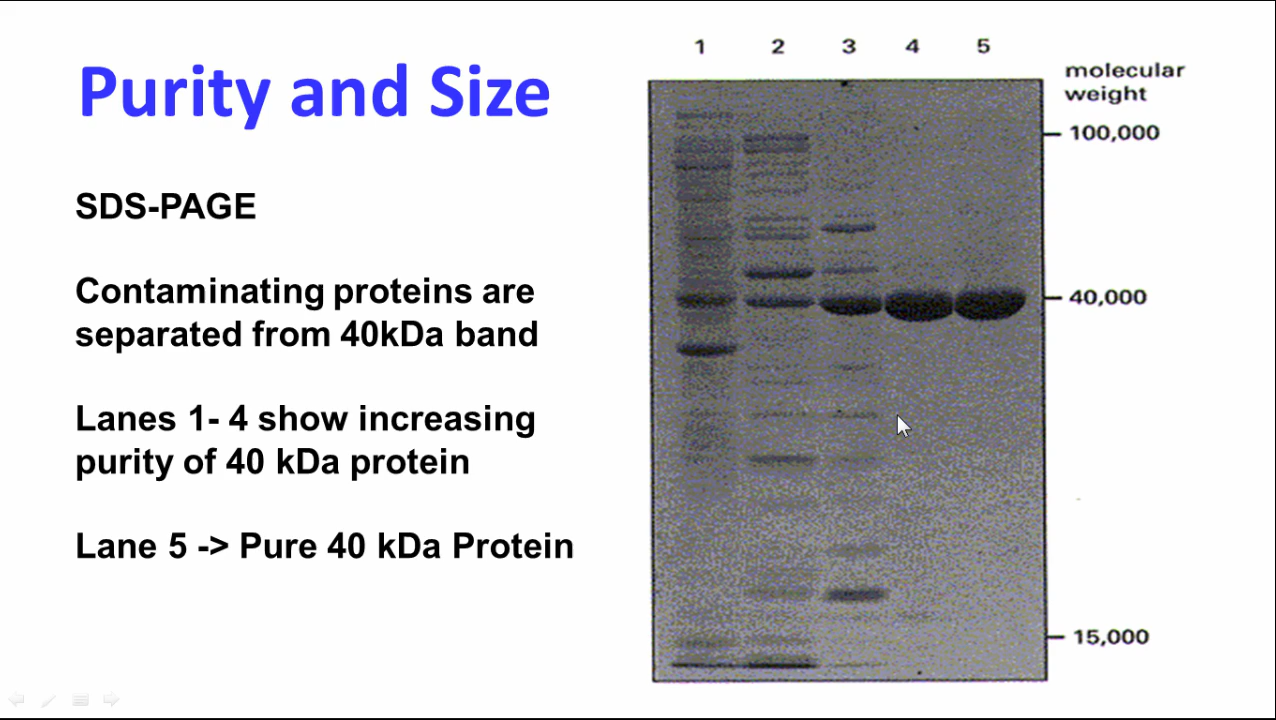 Purity and Size
SDS-PAGE
Contaminating proteins are
separated from 40kDa band
Lanes 1- 4 show increasing
purity of 40 kDa protein
Lane 5 -> Pure 40 kDa Protein
1 2 3 4 5
molecular
weight
100,000
40,000
15,000